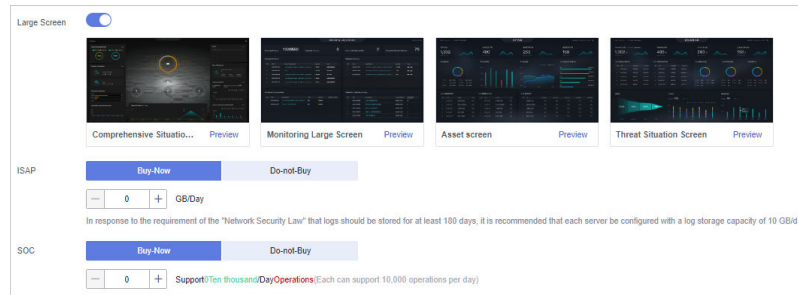 Large Screen
Comprehensive Situatio... Preview
Monitoring Large Screen Preview
Asset screen Preview
Threat Situation Screen Preview
ISAP Buy-Now Do-not-Buy
— 0 + GB/Day
In response to the requirement of the "Network Security Law" that logs should be stored for at least 180 days, it is recommended that each server be configured with a log storage capacity of 10 GB/d
SOC Buy-Now Do-not-Buy
— 0 + Support0Ten thousand/DayOperations(Each can support 10,000 operations per day)